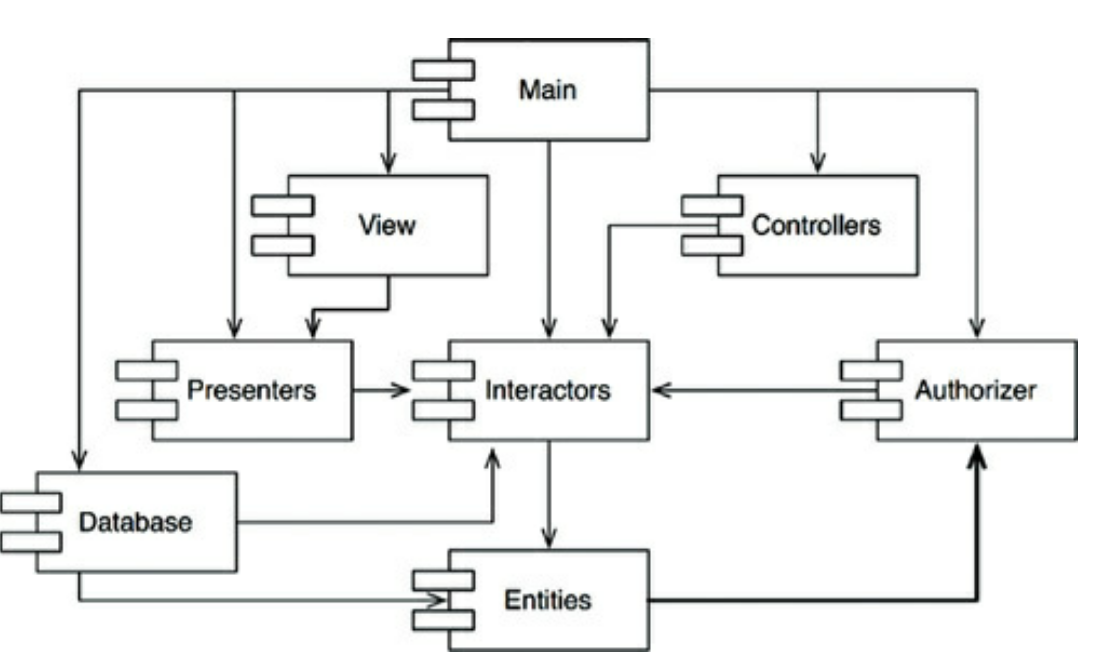 Main
View
Controllers
Presenters
Interactors
Authorizer
Database
Entities